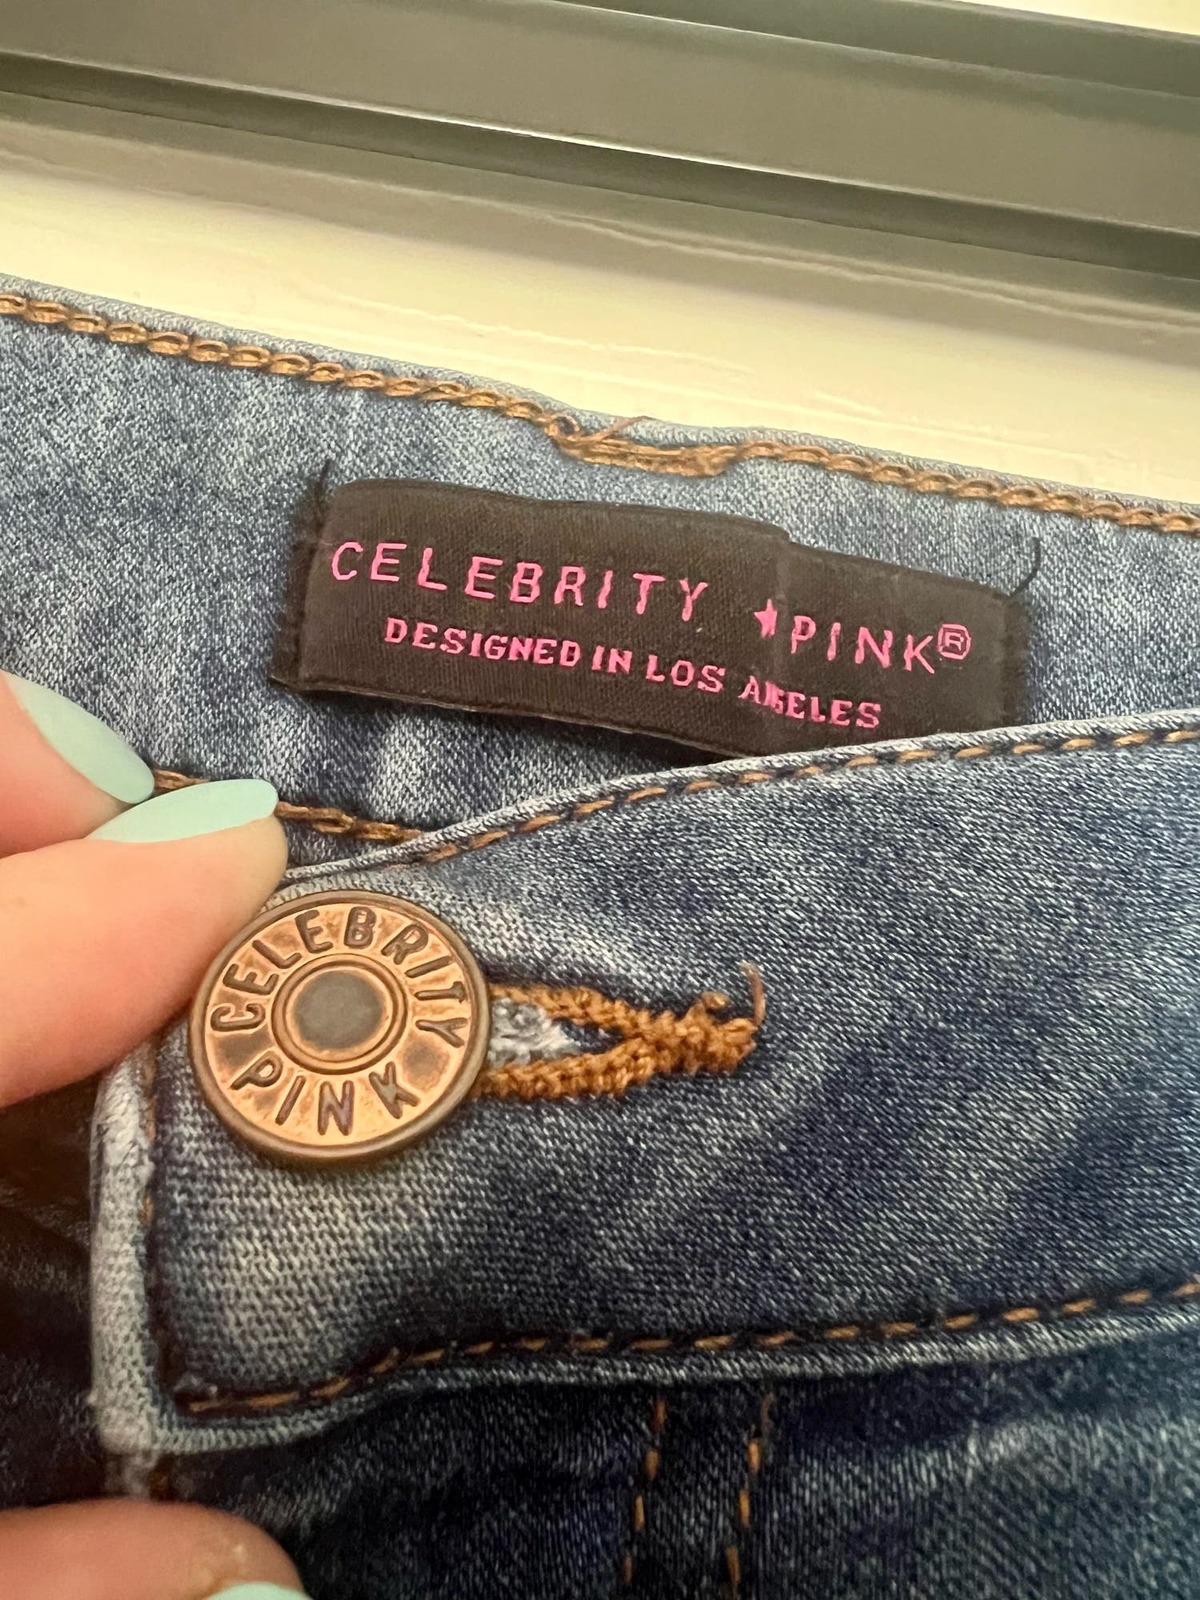 CELEBRITY ★ PINK®
DESIGNED IN LOS ANGELES
CELEBRITY
PINK